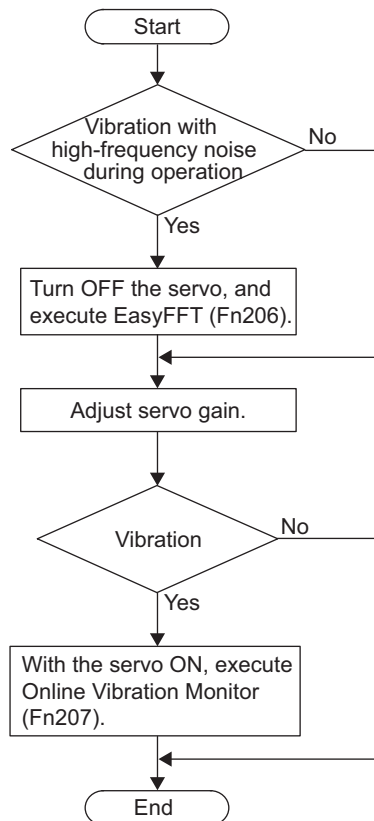 Start
Vibration with
high-frequency noise
during operation
No
Yes
Turn OFF the servo, and
execute EasyFFT (Fn206).
Adjust servo gain.
Vibration
No
Yes
With the servo ON, execute
Online Vibration Monitor
(Fn207).
End